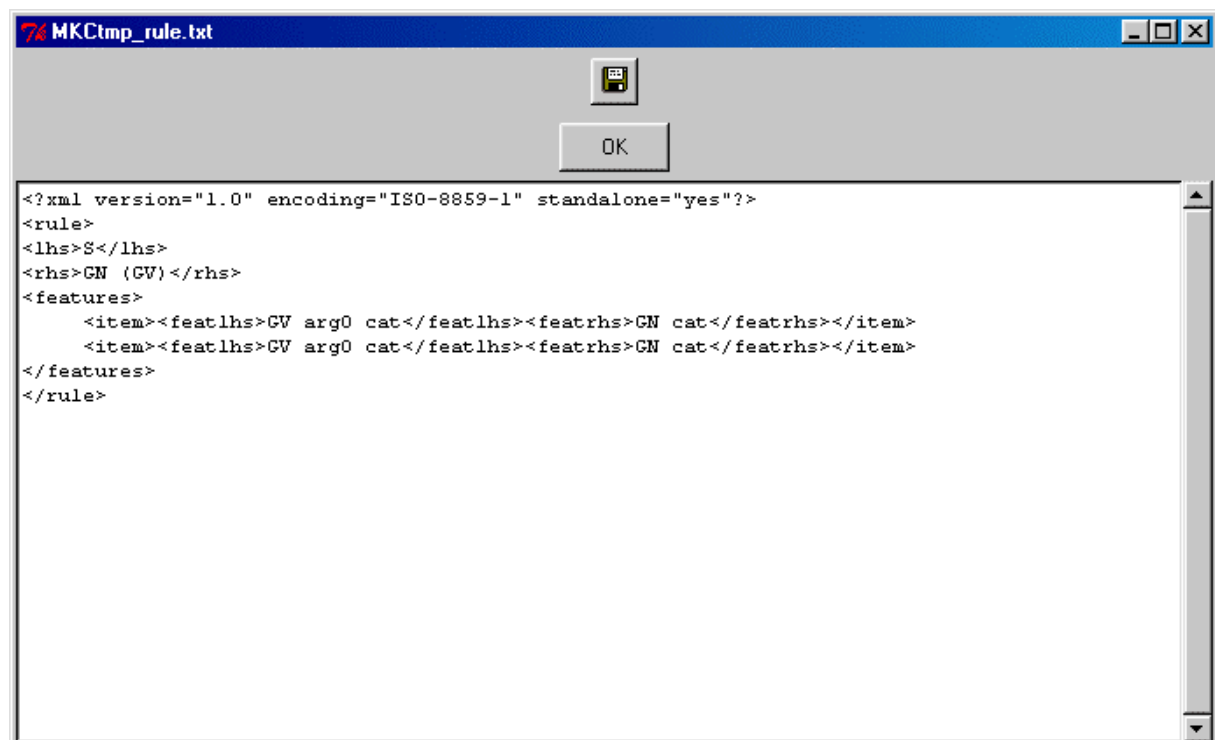 MKCtmp_rule.txt
OK
<?xml version="1.0" encoding="ISO-8859-1" standalone="yes"?>
<rule>
<lhs>S</lhs>
<rhs>GN (GV)</rhs>
<features>
     <item><featlhs>GV arg0 cat</featlhs><featrhs>GN cat</featrhs></item>
     <item><featlhs>GV arg0 cat</featlhs><featrhs>GN cat</featrhs></item>
</features>
</rule>